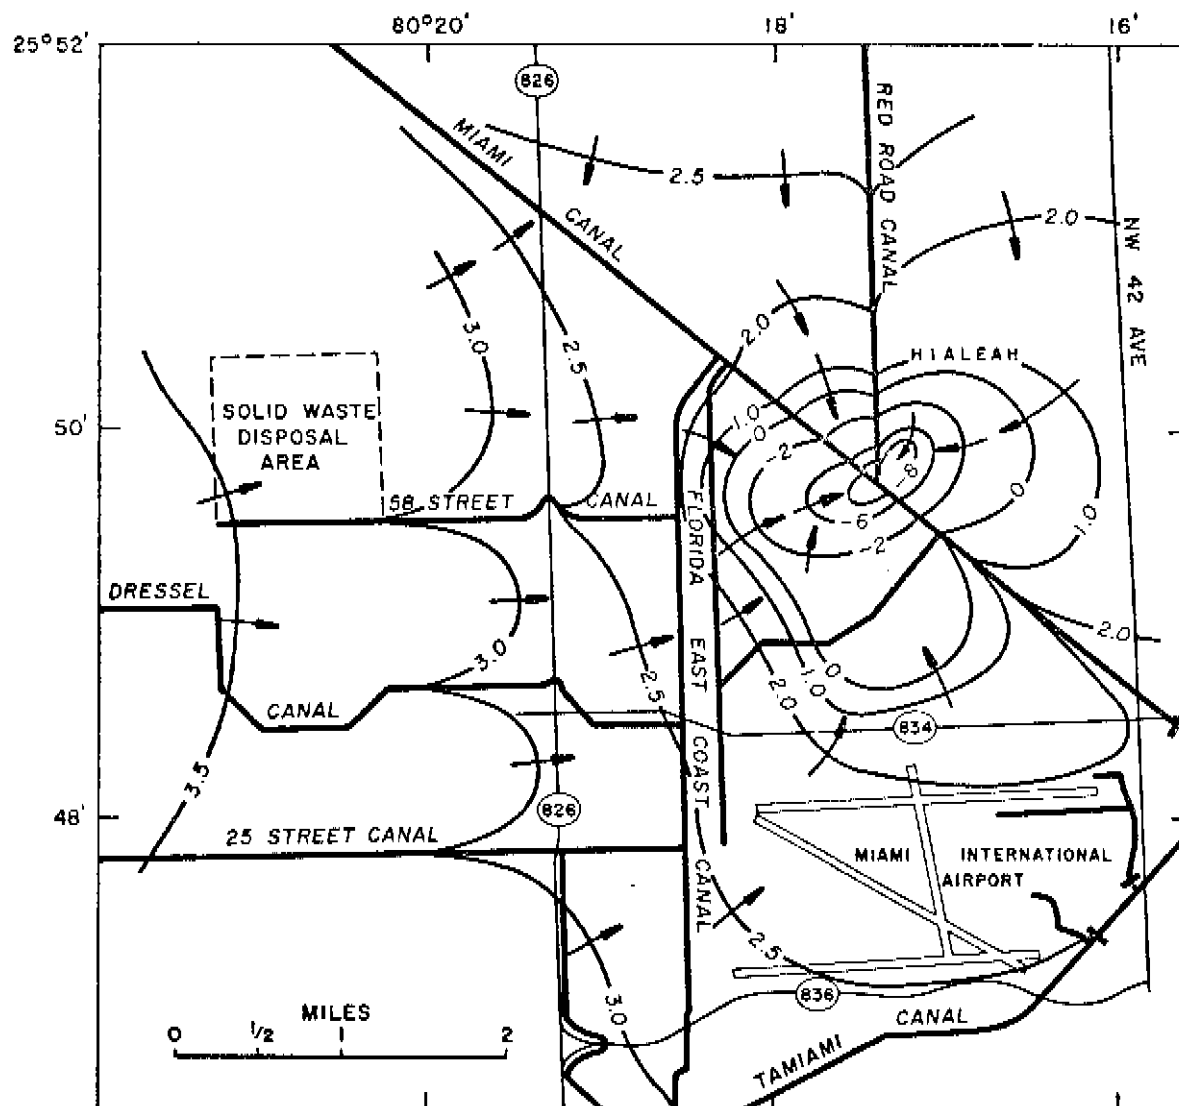 80°20' 18' 16'
25°52'
826
MIAMI
CANAL
RED ROAD CANAL
NW 42 AVE
2.5
2.0
3.0
2.5
2.0
HIALEAH
SOLID WASTE
DISPOSAL
AREA
50'
1.0
0
-2
-8
-6
-2
0
1.0
58 STREET CANAL
FLORIDA EAST COAST CANAL
DRESSEL
CANAL
3.0
2.5
2.0
1.0
0
2.0
834
3.5
48'
826
25 STREET CANAL
MIAMI INTERNATIONAL
AIRPORT
2.5
836
3.0
MILES
0 1/2 1 2
TAMIAMI CANAL